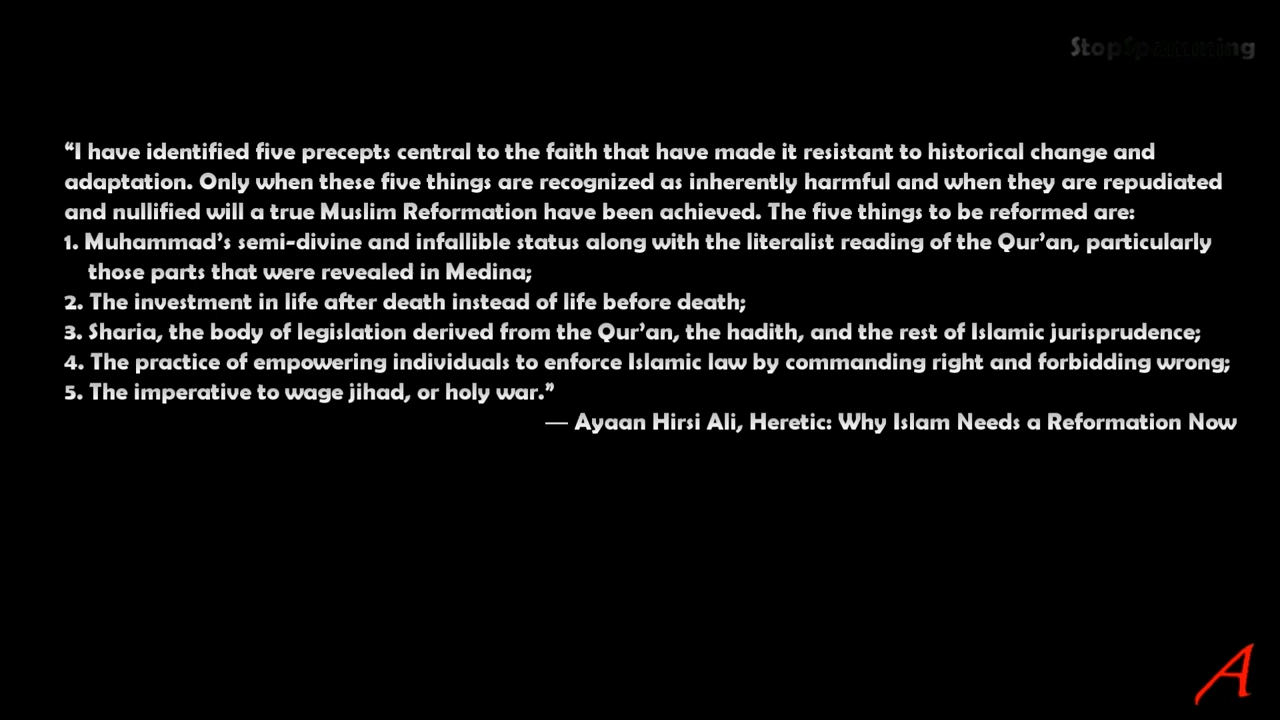 “I have identified five precepts central to the faith that have made it resistant to historical change and
adaptation. Only when these five things are recognized as inherently harmful and when they are repudiated
and nullified will a true Muslim Reformation have been achieved. The five things to be reformed are:
1. Muhammad’s semi-divine and infallible status along with the literalist reading of the Qur’an, particularly
those parts that were revealed in Medina;
2. The investment in life after death instead of life before death;
3. Sharia, the body of legislation derived from the Qur’an, the hadith, and the rest of Islamic jurisprudence;
4. The practice of empowering individuals to enforce Islamic law by commanding right and forbidding wrong;
5. The imperative to wage jihad, or holy war.”
— Ayaan Hirsi Ali, Heretic: Why Islam Needs a Reformation Now
A